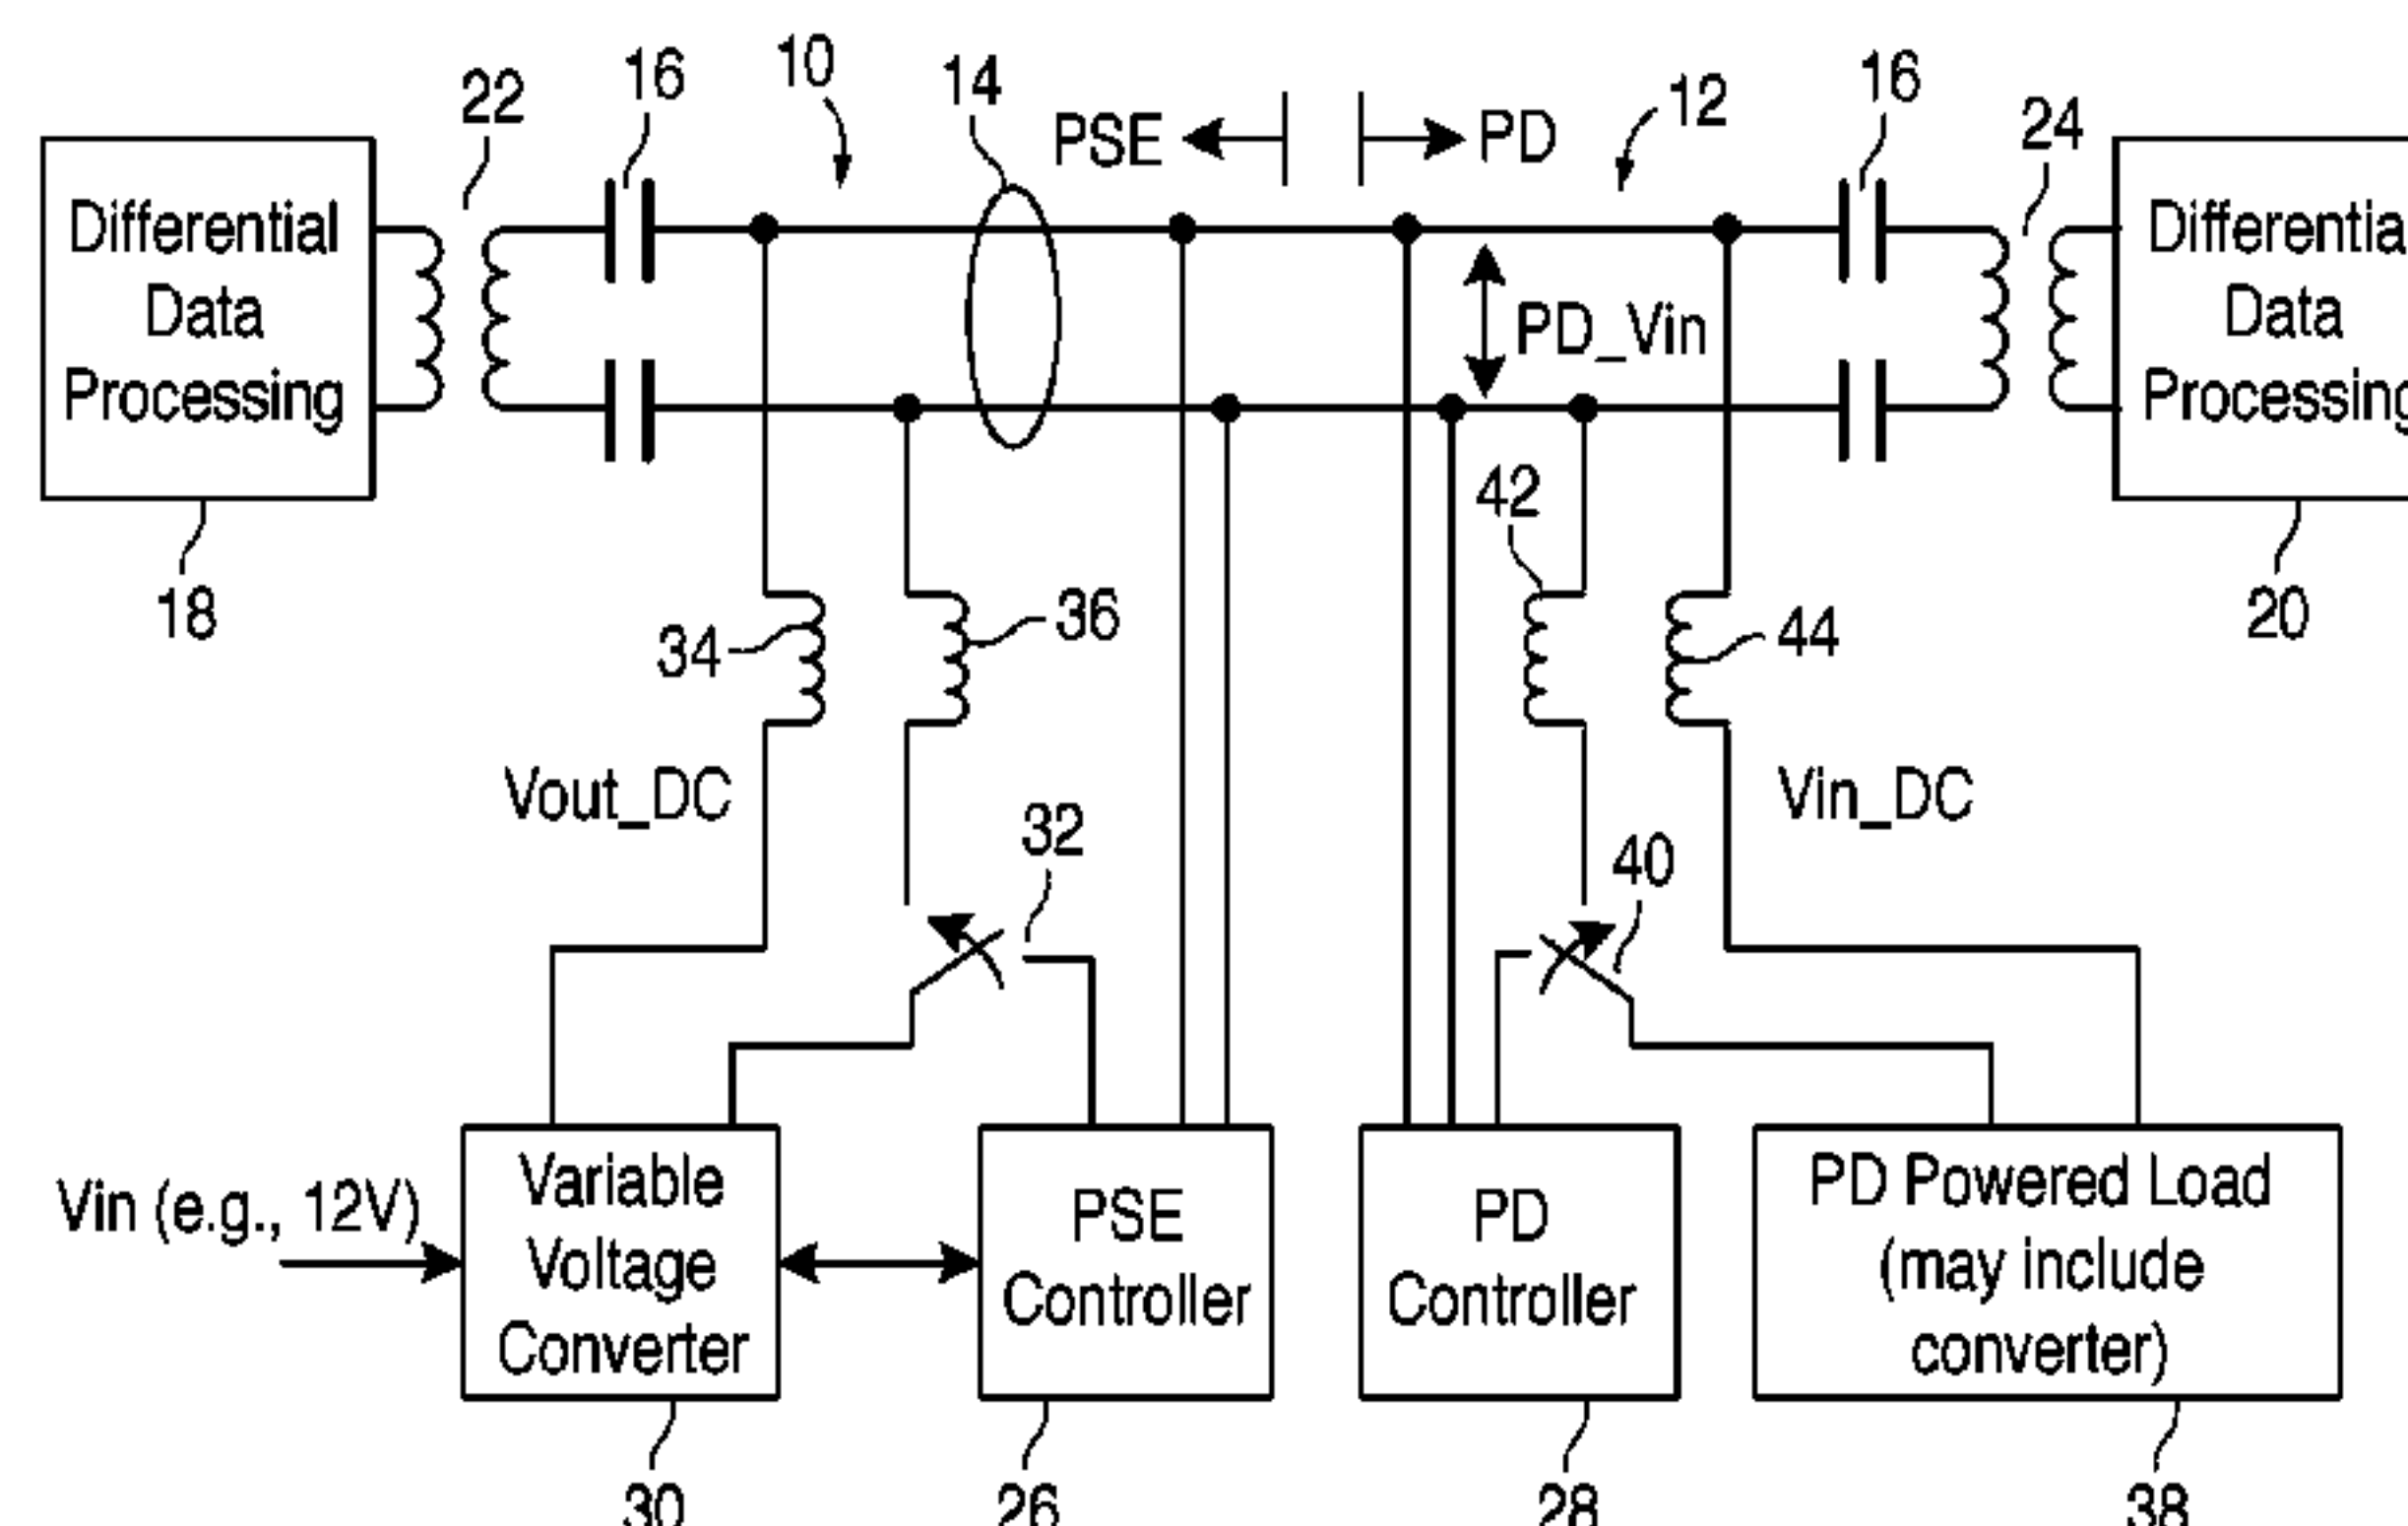 10
16
14
16
22
12
24
PSE
PD
Differential
Data
Processing
PD_Vin
Differentia
Data
Processing
42
18
34
36
44
20
Vout_DC
32
Vin_DC
40
Vin (e.g., 12V)
Variable
Voltage
Converter
PSE
Controller
PD
Controller
PD Powered Load
(may include
converter)
30
26
28
38